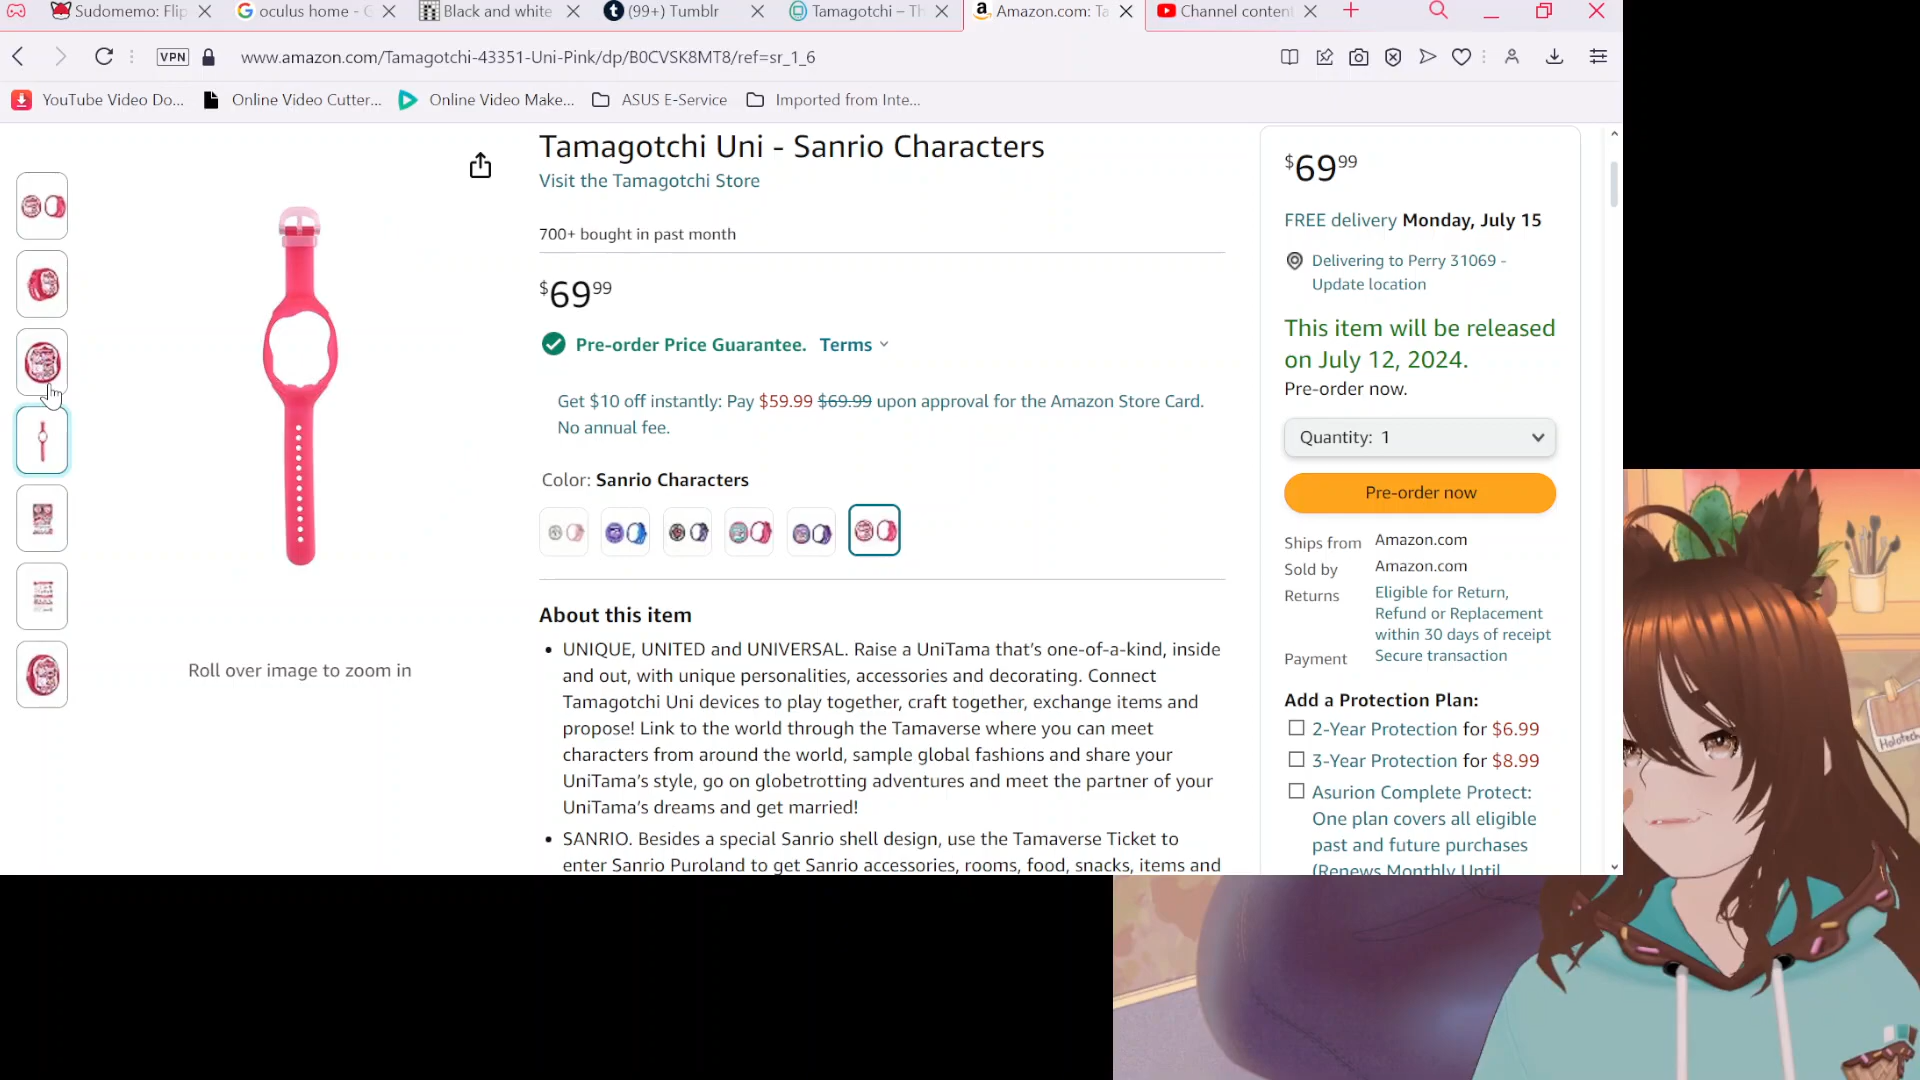 Sudomemo: Flip
oculus home - G
Black and white
(99+) Tumblr
Tamagotchi – Th
Amazon.com: Ta
Channel content
VPN
www.amazon.com/Tamagotchi-43351-Uni-Pink/dp/B0CVSK8MT8/ref=sr_1_6
YouTube Video Do...
Online Video Cutter...
Online Video Make...
ASUS E-Service
Imported from Inte...
Tamagotchi Uni - Sanrio Characters
Visit the Tamagotchi Store
700+ bought in past month
$69 99
Pre-order Price Guarantee. Terms
Get $10 off instantly: Pay $59.99 $69.99 upon approval for the Amazon Store Card.
No annual fee.
Color: Sanrio Characters
Roll over image to zoom in
About this item
• UNIQUE, UNITED and UNIVERSAL. Raise a UniTama that’s one-of-a-kind, inside
and out, with unique personalities, accessories and decorating. Connect
Tamagotchi Uni devices to play together, craft together, exchange items and
propose! Link to the world through the Tamaverse where you can meet
characters from around the world, sample global fashions and share your
UniTama’s style, go on globetrotting adventures and meet the partner of your
UniTama’s dreams and get married!
• SANRIO. Besides a special Sanrio shell design, use the Tamaverse Ticket to
enter Sanrio Puroland to get Sanrio accessories, rooms, food, snacks, items and
$69 99
FREE delivery Monday, July 15
Delivering to Perry 31069 -
Update location
This item will be released
on July 12, 2024.
Pre-order now.
Quantity: 1
Pre-order now
Ships from Amazon.com
Sold by Amazon.com
Returns Eligible for Return,
Refund or Replacement
within 30 days of receipt
Payment Secure transaction
Add a Protection Plan:
2-Year Protection for $6.99
3-Year Protection for $8.99
Asurion Complete Protect:
One plan covers all eligible
past and future purchases
(Renews Monthly Until